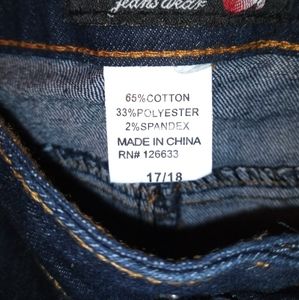 jeans wear
65%COTTON
33%POLYESTER
2%SPANDEX
MADE IN CHINA
RN# 126633
17/18